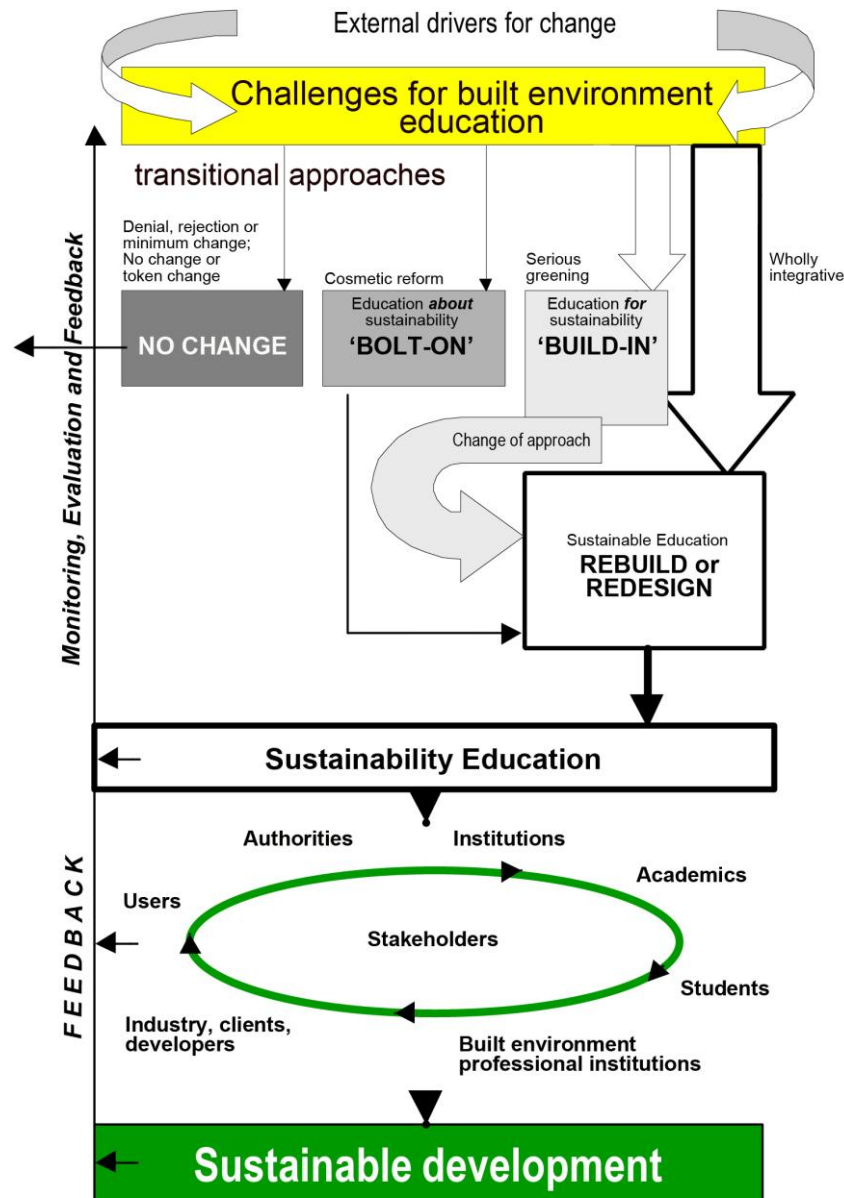 External drivers for change
Challenges for built environment
education
transitional approaches
Denial, rejection or
minimum change;
No change or
token change
NO CHANGE
Cosmetic reform
Education about
sustainability
'BOLT-ON'
Serious
greening
Education for
sustainability
'BUILD-IN'
Wholly
integrative
Change of approach
Sustainable Education
REBUILD or
REDESIGN
Monitoring, Evaluation and Feedback
Sustainability Education
FEEDBACK
Authorities
Institutions
Academics
Users
Stakeholders
Students
Industry, clients,
developers
Built environment
professional institutions
Sustainable development